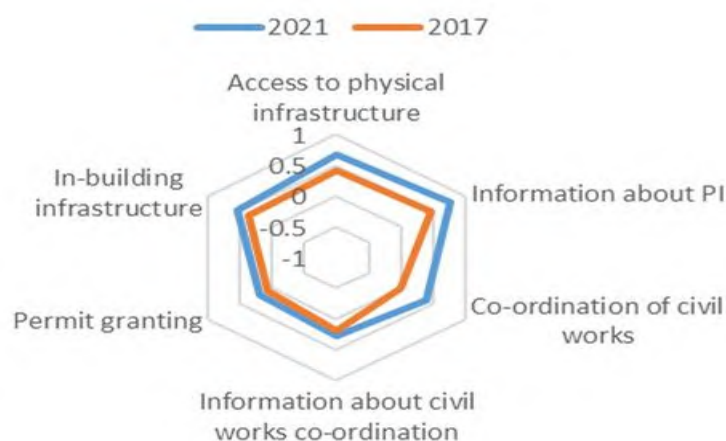 2021 2017
Access to physical
infrastructure
1
0.5
0
-0.5
-1
Information about PI
Co-ordination of civil
works
Information about civil
works co-ordination
Permit granting
In-building
infrastructure